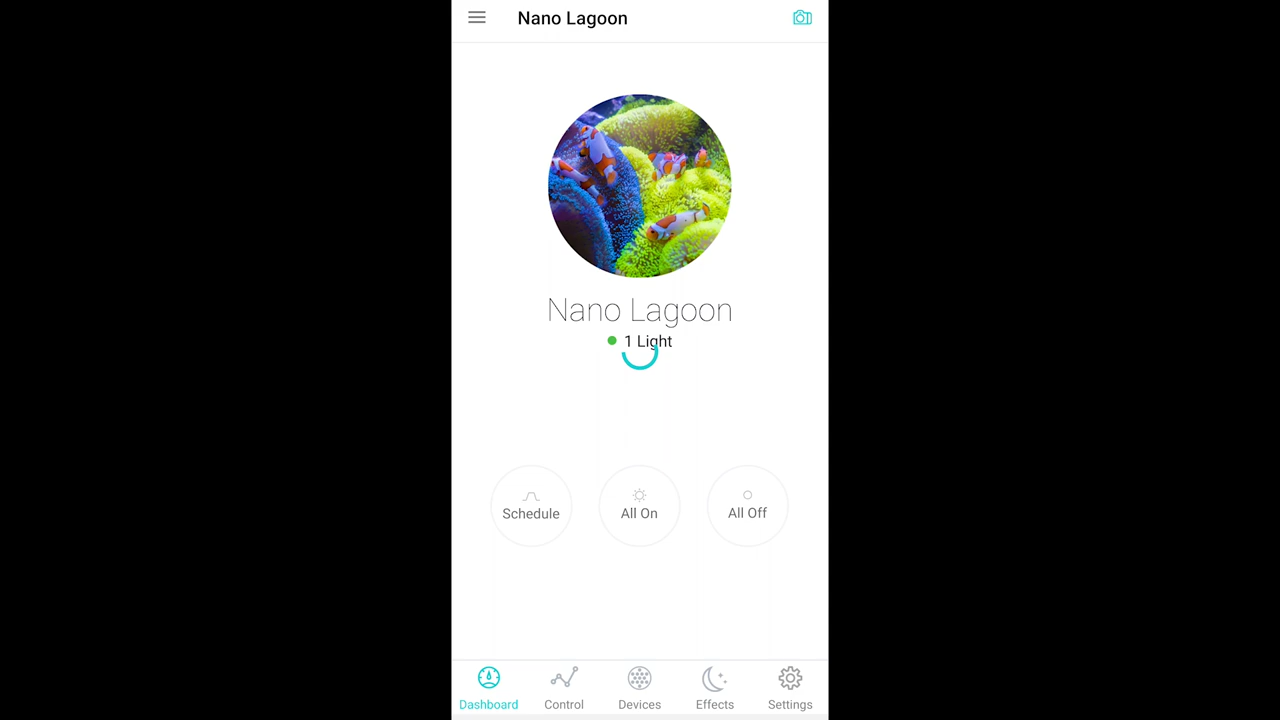 Nano Lagoon
Nano Lagoon
1 Light
Schedule
All On
All Off
Dashboard
Control
Devices
Effects
Settings